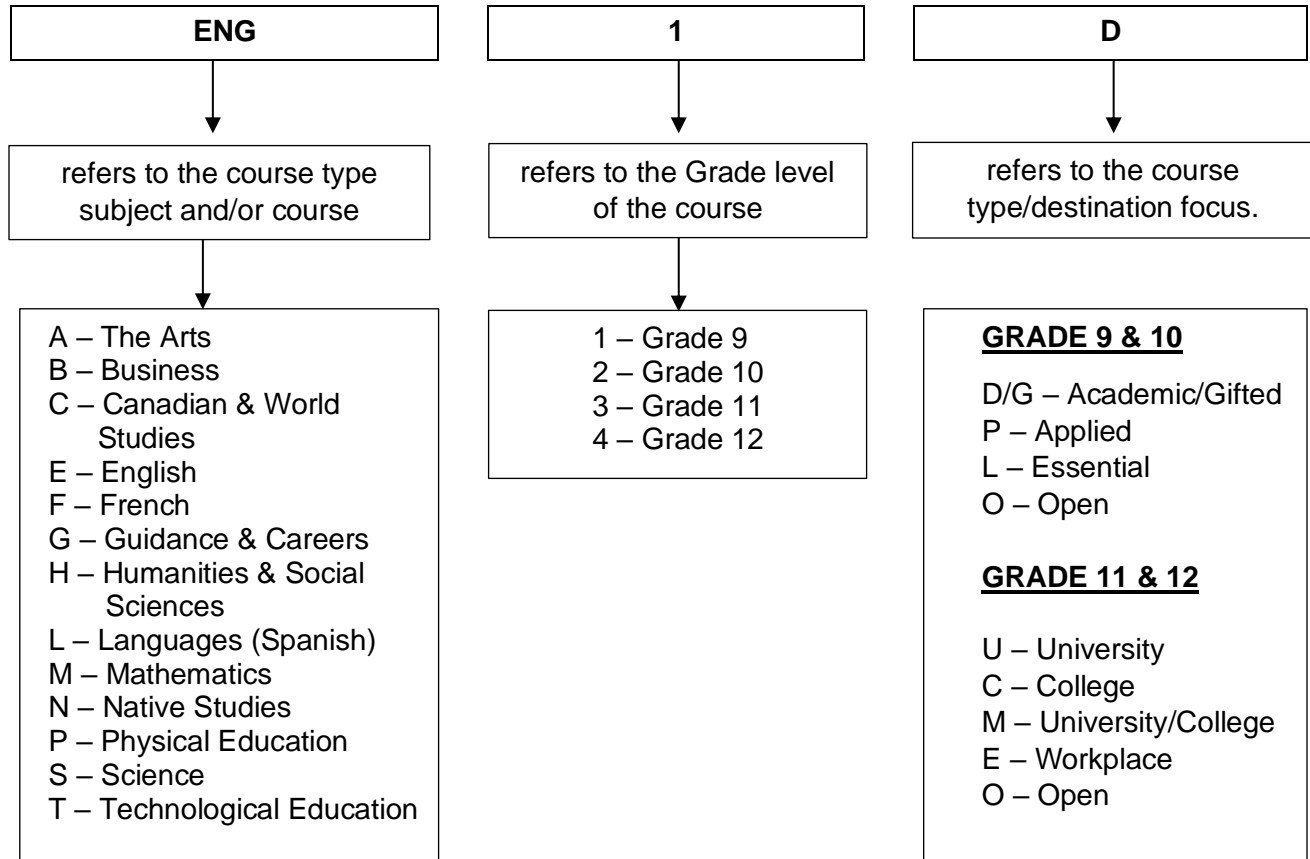 ENG
1
D
refers to the course type
subject and/or course
refers to the Grade level
of the course
refers to the course
type/destination focus.
A – The Arts
B – Business
C – Canadian & World
Studies
E – English
F – French
G – Guidance & Careers
H – Humanities & Social
Sciences
L – Languages (Spanish)
M – Mathematics
N – Native Studies
P – Physical Education
S – Science
T – Technological Education
1 – Grade 9
2 – Grade 10
3 – Grade 11
4 – Grade 12
GRADE 9 & 10
D/G – Academic/Gifted
P – Applied
L – Essential
O – Open
GRADE 11 & 12
U – University
C – College
M – University/College
E – Workplace
O – Open